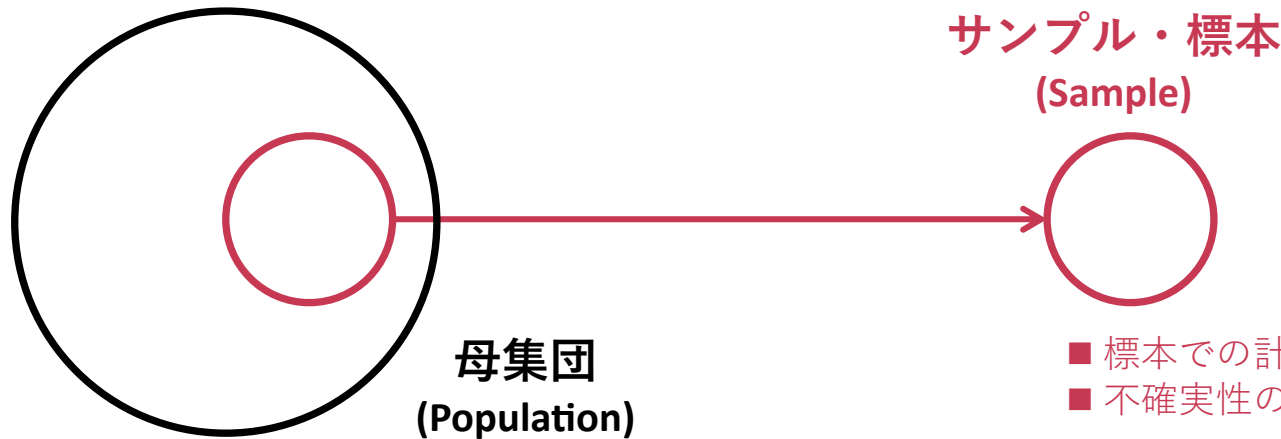 サンプル・標本
(Sample)
母集団
(Population)
■ 標本での計
■ 不確実性の